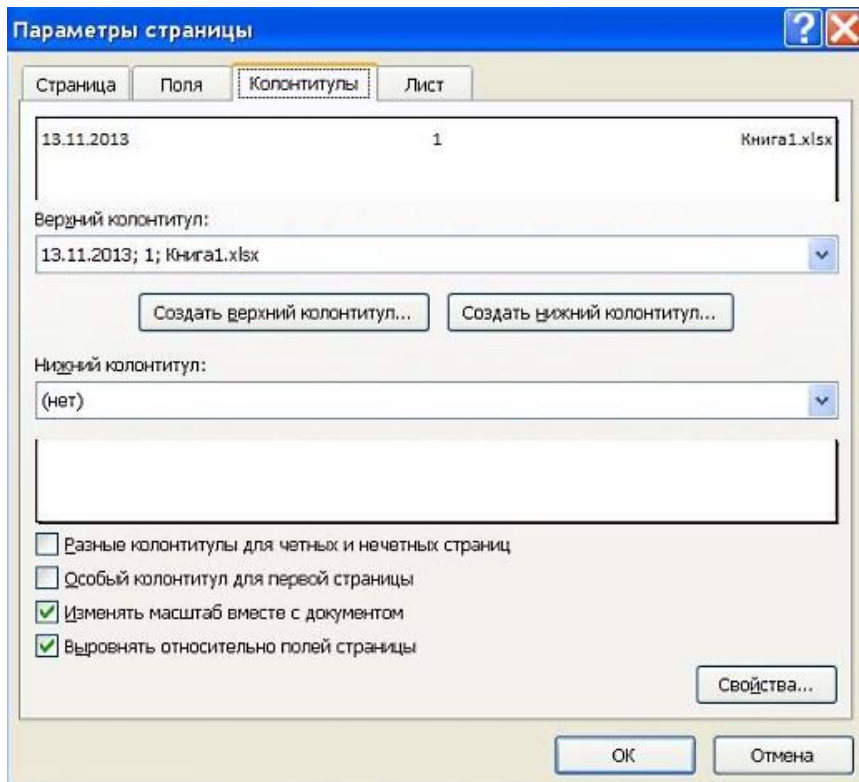 Параметры страницы
Страница Поля Колонтитулы Лист
13.11.2013 1 Книга1.xlsx
Верхний колонтитул:
13.11.2013; 1; Книга1.xlsx
Создать верхний колонтитул... Создать нижний колонтитул...
Нижний колонтитул:
(нет)
Разные колонтитулы для четных и нечетных страниц
Особый колонтитул для первой страницы
Изменять масштаб вместе с документом
Выровнять относительно полей страницы
Свойства...
ОК Отмена